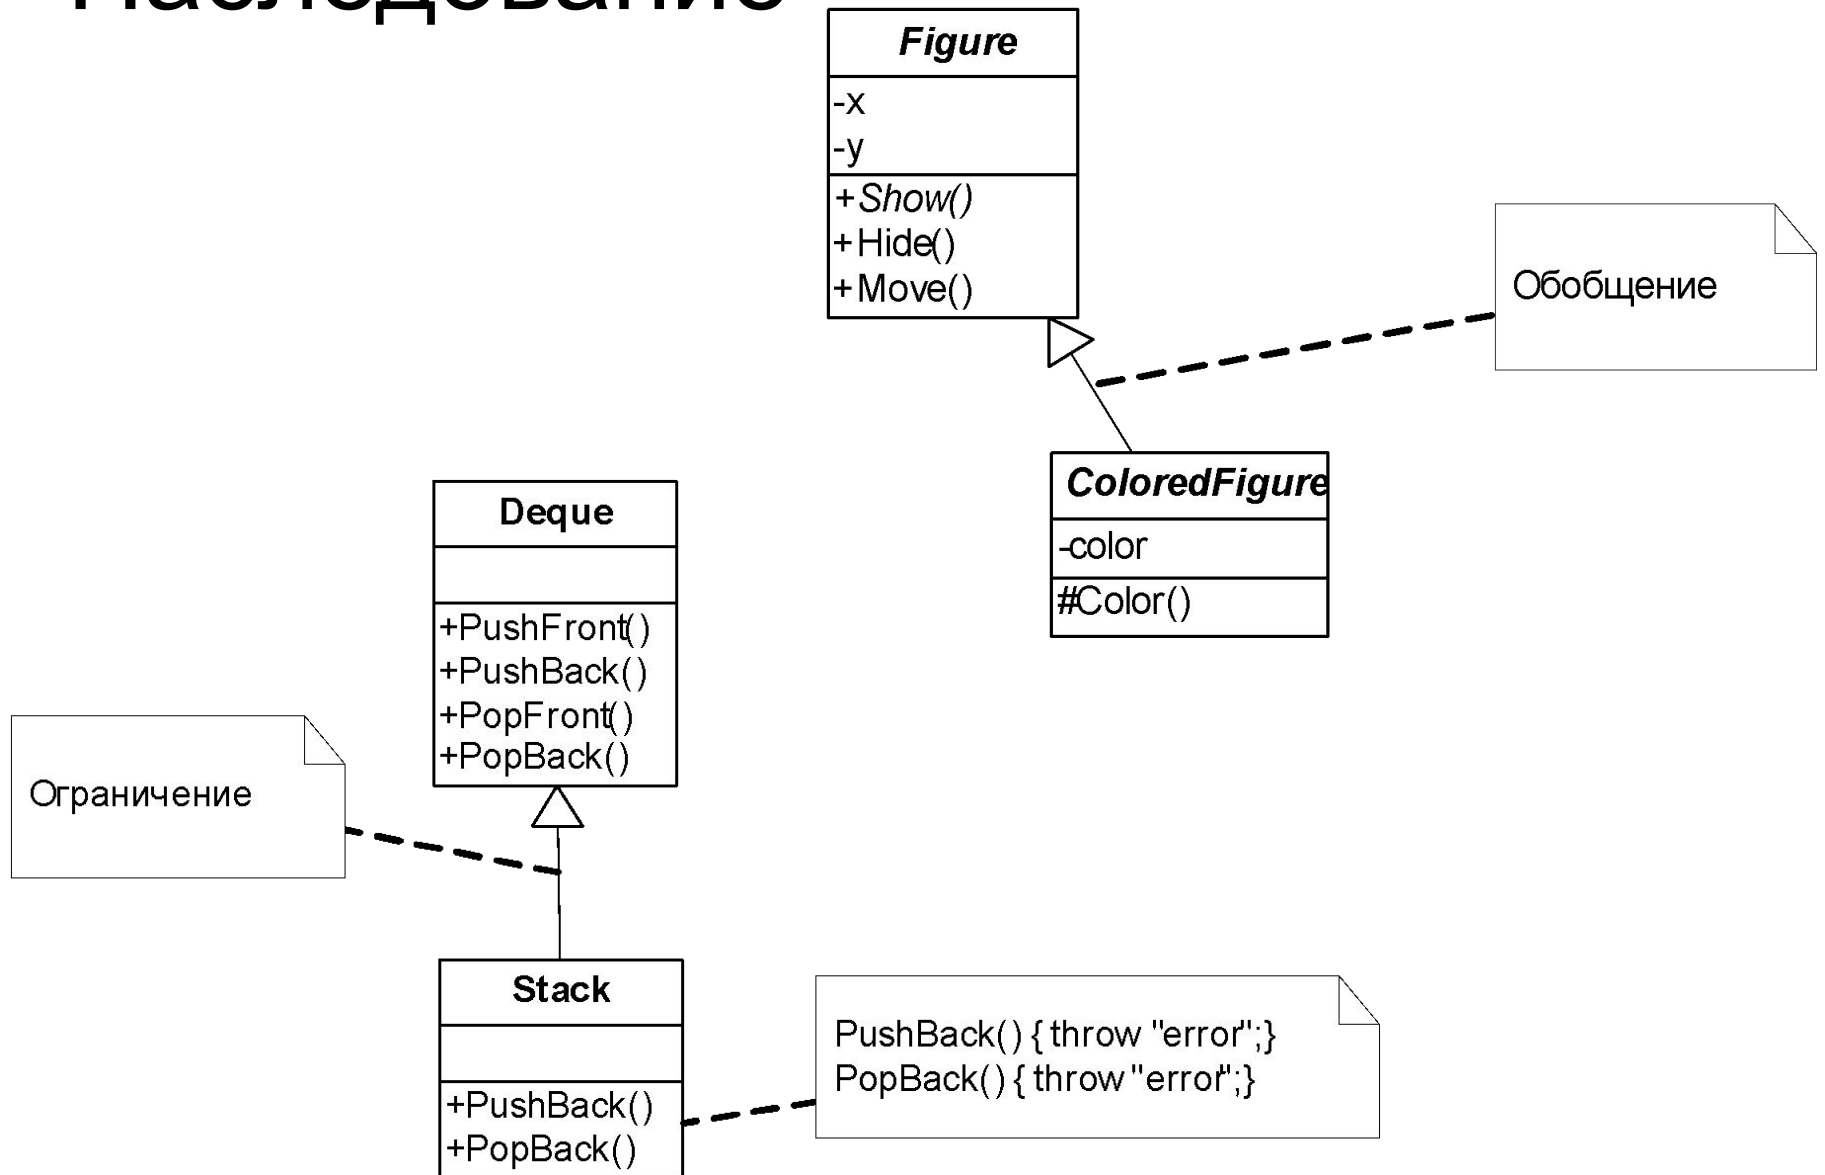 Наследование
Figure
-x
-y
+Show()
+Hide()
+Move()
Обобщение
ColoredFigure
-color
#Color()
Deque
+PushFront()
+PushBack()
+PopFront()
+PopBack()
Ограничение
Stack
+PushBack()
+PopBack()
PushBack() { throw "error";}
PopBack() { throw "error";}